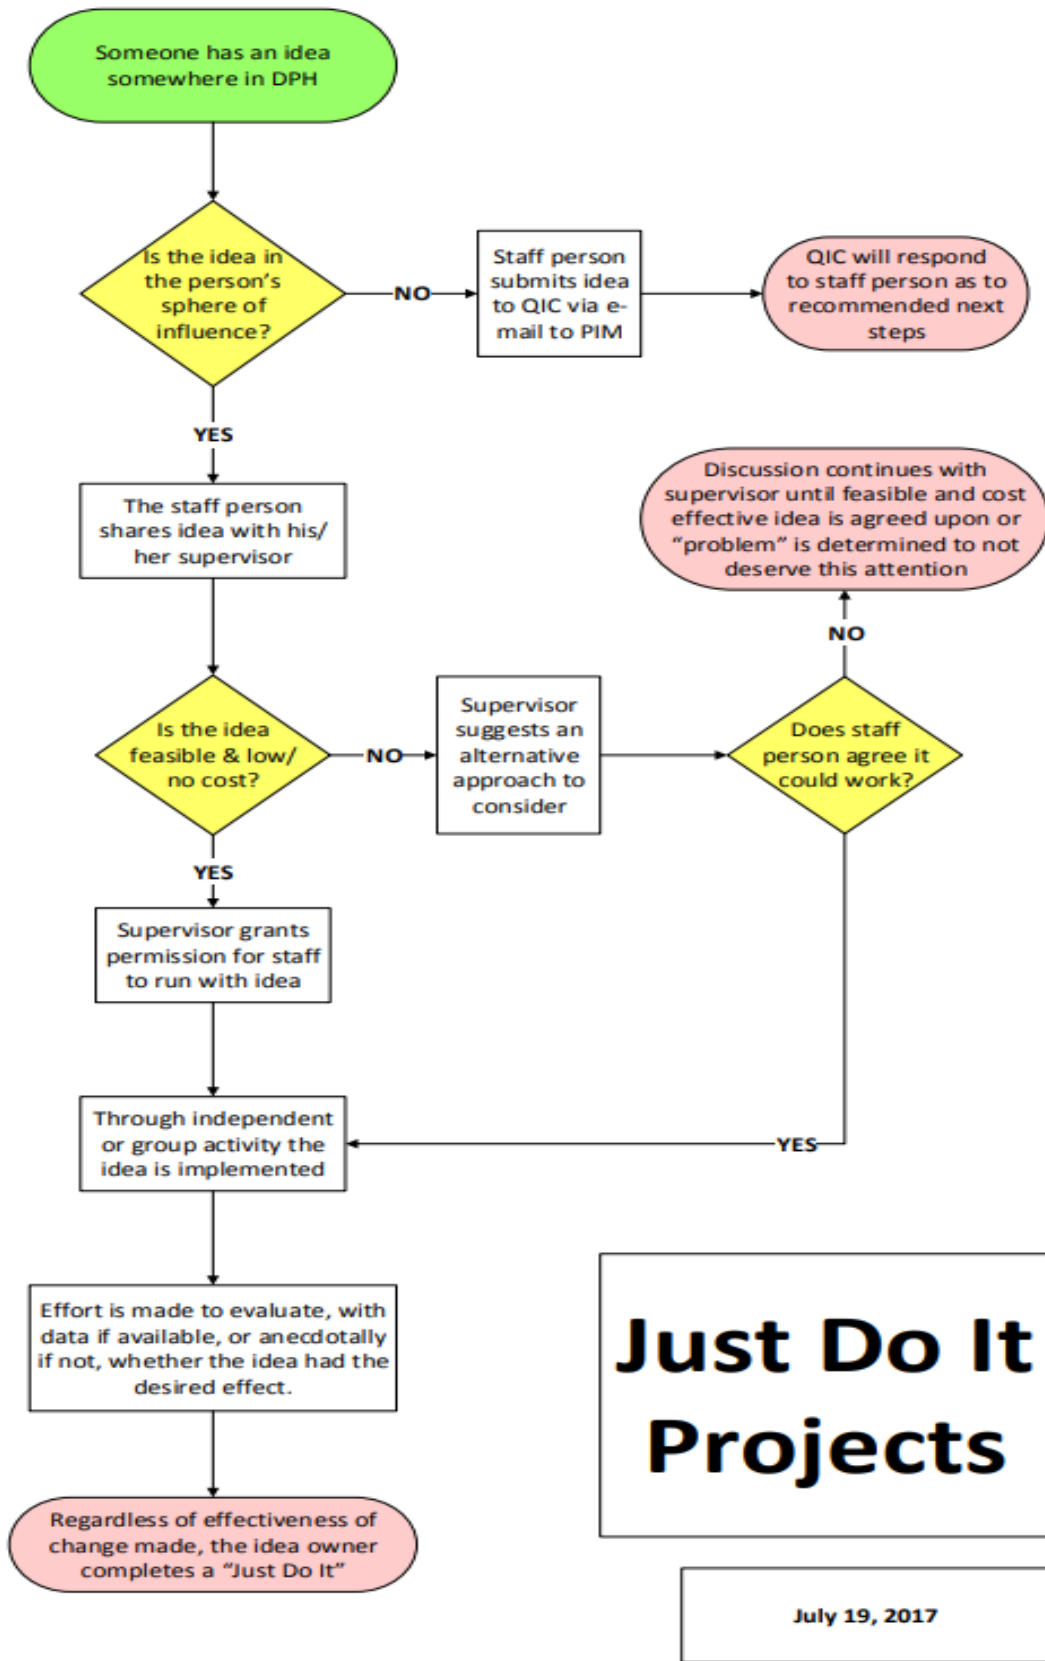 Someone has an idea
somewhere in DPH
Is the idea in
the person's
sphere of
influence?
NO
Staff person
submits idea
to QIC via e-
mail to PIM
QIC will respond
to staff person as to
recommended next
steps
YES
The staff person
shares idea with his/
her supervisor
Discussion continues with
supervisor until feasible and cost
effective idea is agreed upon or
“problem” is determined to not
deserve this attention
NO
Is the idea
feasible & low/
no cost?
NO
Supervisor
suggests an
alternative
approach to
consider
Does staff
person agree it
could work?
YES
Supervisor grants
permission for staff
to run with idea
Through independent
or group activity the
idea is implemented
YES
Effort is made to evaluate, with
data if available, or anecdotally
if not, whether the idea had the
desired effect.
Regardless of effectiveness of
change made, the idea owner
completes a “Just Do It”
Just Do It
Projects
July 19, 2017